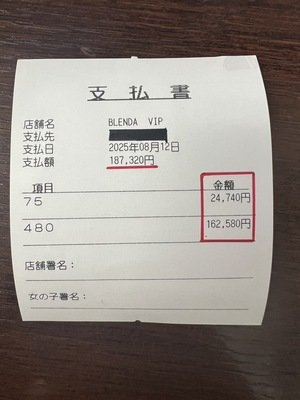 支払書
店舗名 BLENDA VIP
支払先
支払日 2025年08月12日
支払額 187,320円
項目 金額
75 24,740円
480 162,580円
店舗署名:
女の子署名: